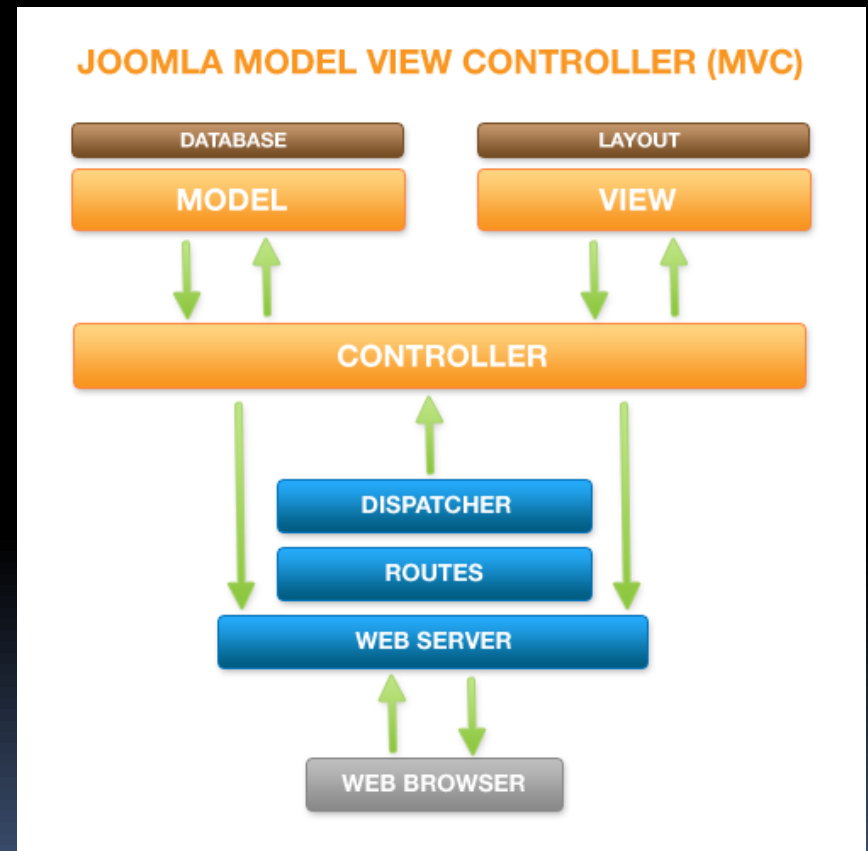 JOOMLA MODEL VIEW CONTROLLER (MVC)
DATABASE
MODEL
LAYOUT
VIEW
CONTROLLER
DISPATCHER
ROUTES
WEB SERVER
WEB BROWSER